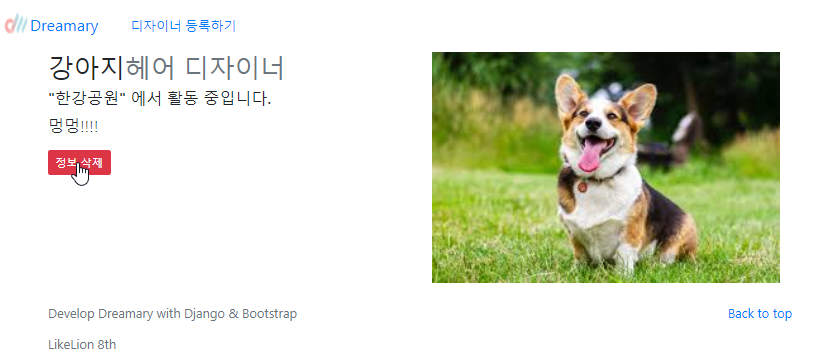 Dreamary 디자이너 등록하기
강아지헤어 디자이너
"한강공원" 에서 활동 중입니다.
멍멍!!!!
정보 삭제
Develop Dreamary with Django & Bootstrap Back to top
LikeLion 8th